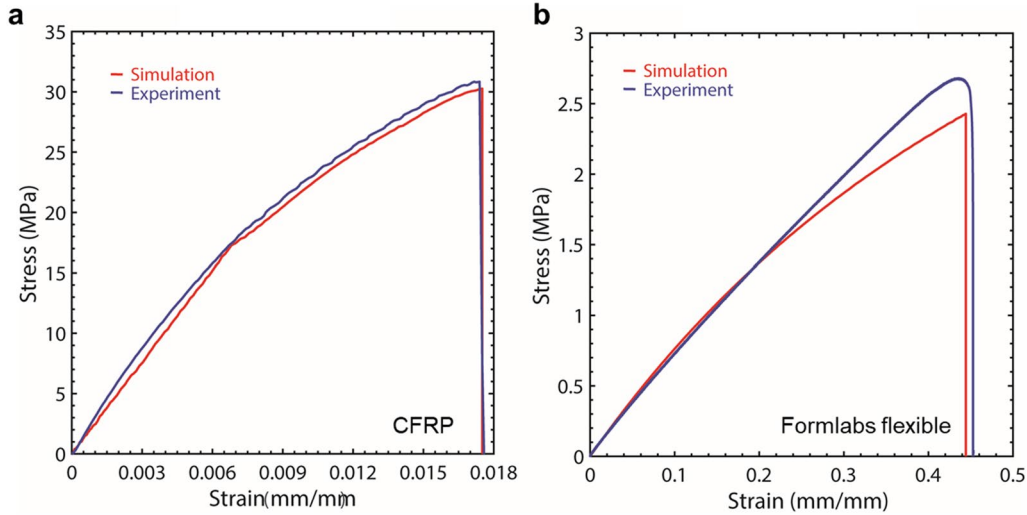 a
35
30
25
20
15
10
5
0
Stress (MPa)
Simulation
Experiment
CFRP
0 0.003 0.006 0.009 0.012 0.015 0.018
Strain(mm/mm)
b
3
2.5
2
1.5
1
0.5
0
Stress (MPa)
Simulation
Experiment
Formlabs flexible
0 0.1 0.2 0.3 0.4 0.5
Strain (mm/mm)